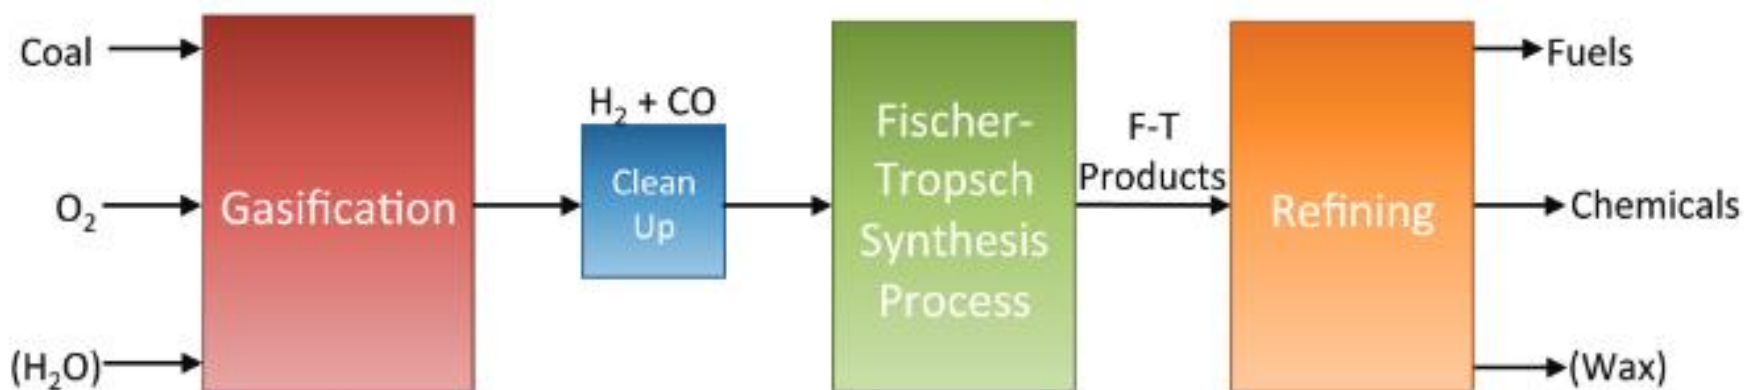 Coal
O₂
(H₂O)
Gasification
H₂ + CO
Clean
Up
Fischer-
Tropsch
Synthesis
Process
F-T
Products
Refining
Fuels
Chemicals
(Wax)